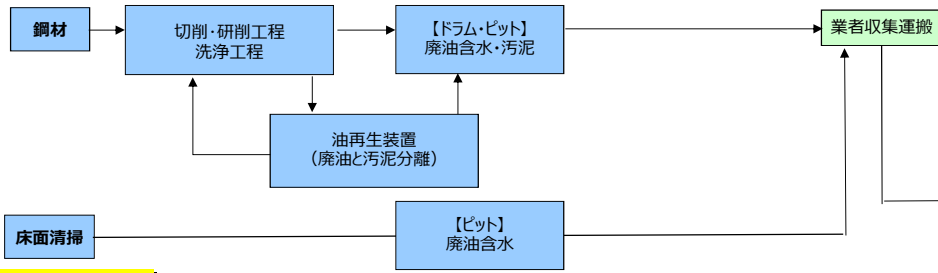 鋼材
切削・研削工程
洗浄工程
【ドラム・ピット】
廃油含水・汚泥
業者収集運搬
油再生装置
（廃油と汚泥分離）
床面清掃
【ピット】
廃油含水